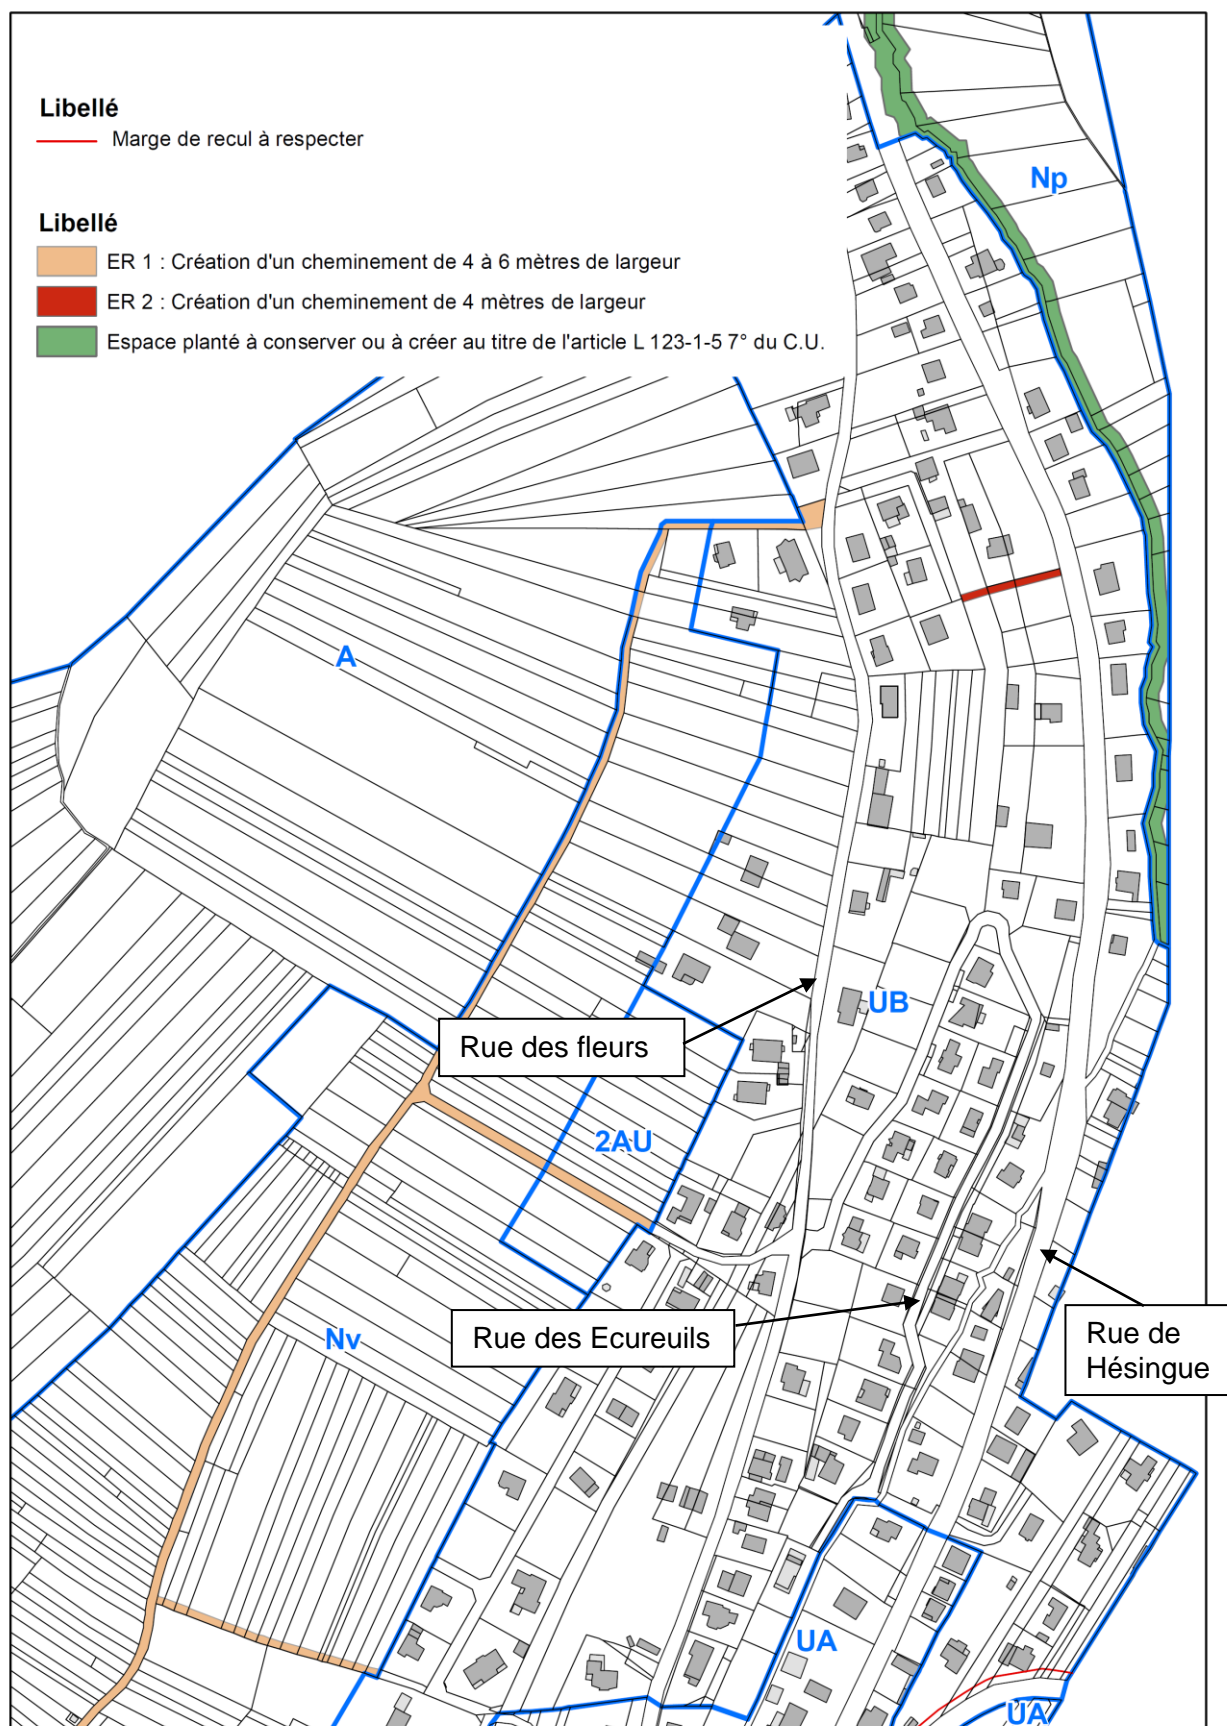 Libellé
Marge de recul à respecter
Libellé
ER 1 : Création d'un cheminement de 4 à 6 mètres de largeur
ER 2 : Création d'un cheminement de 4 mètres de largeur
Espace planté à conserver ou à créer au titre de l'article L 123-1-5 7° du C.U.
Np
A
UB
Rue des fleurs
2AU
Nv
Rue des Ecureuils
Rue de
Hésingue
UA
UA